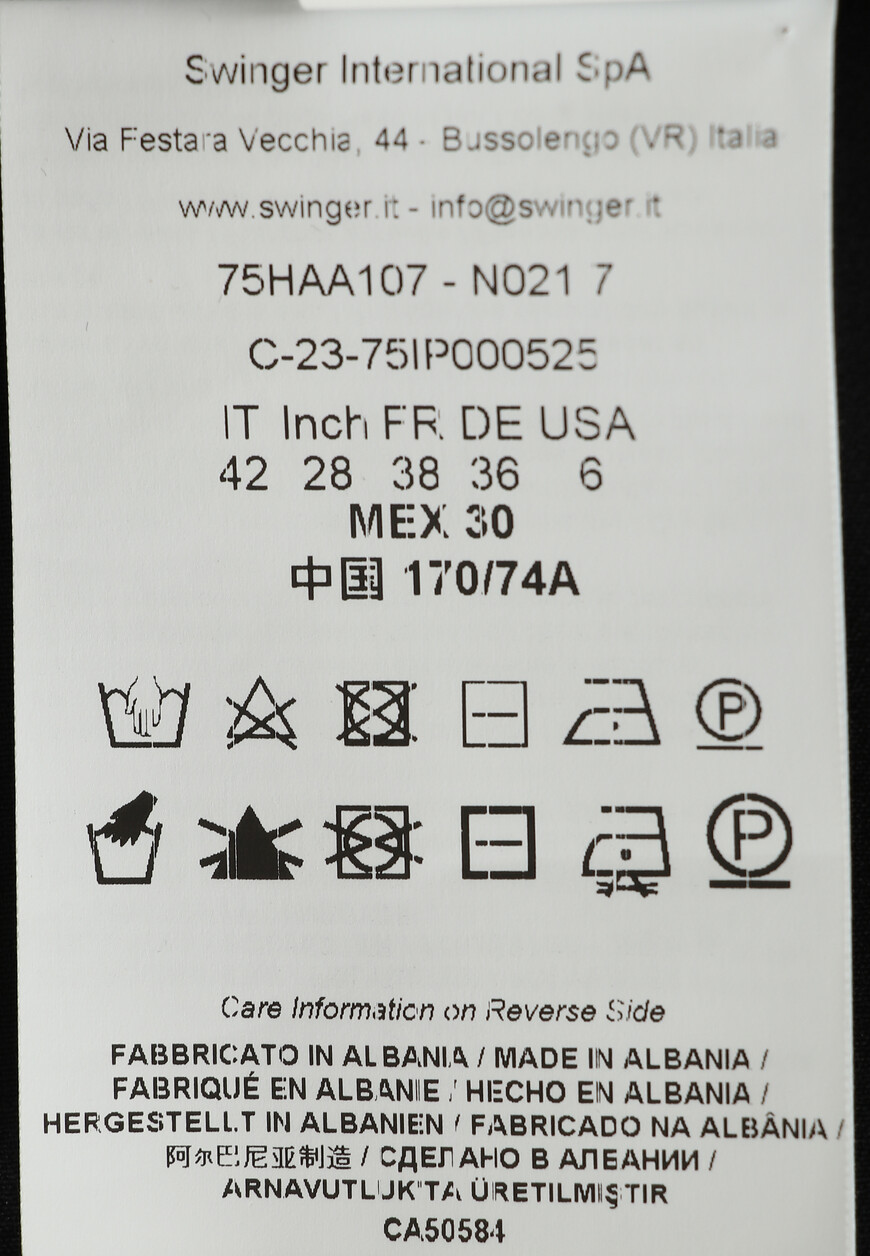 Swinger International SpA
Via Festara Vecchia, 44 - Bussolengo (VR) Italia
www.swinger.it - info@swinger.it
75HAA107 - N021 7
C-23-75IP000525
IT Inch FR DE USA
42 28 38 36 6
MEX 30
中国 170/74A
P
P
Care Information on Reverse Side
FABBRICATO IN ALBANIA / MADE IN ALBANIA /
FABRIQUÉ EN ALBANIE / HECHO EN ALBANIA /
HERGESTELLT IN ALBANIEN / FABRICADO NA ALBÂNIA /
阿尔巴尼亚制造 / СДЕЛАНО В АЛБАНИИ /
ARNAVUTLUK'TA ÜRETILMIŞTIR
CA50584